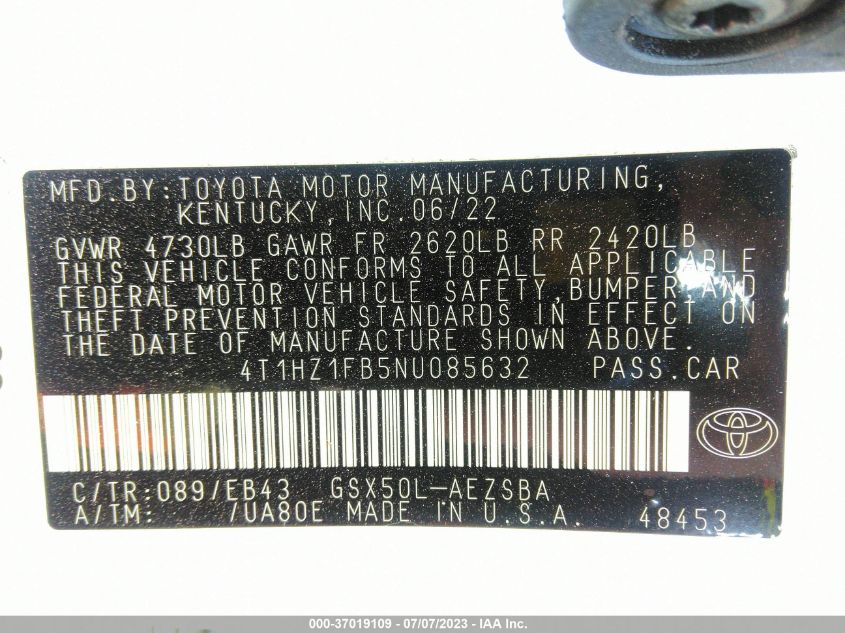 MFD.BY:TOYOTA MOTOR MANUFACTURING,
KENTUCKY,INC.06/22
GVWR 4730LB GAWR FR 2620LB RR 2420LB
THIS VEHICLE CONFORMS TO ALL APPLICABLE
FEDERAL MOTOR VEHICLE SAFETY,BUMPER,AND
THEFT PREVENTION STANDARDS IN EFFECT ON
THE DATE OF MANUFACTURE SHOWN ABOVE.
4T1HZ1FB5NU085632 PASS.CAR
C/TR:089/EB43 GSX50L-AEZSBA
A/TM: /UA80E MADE IN U.S.A. 48453
000-37019109 - 07/07/2023 - IAA Inc.